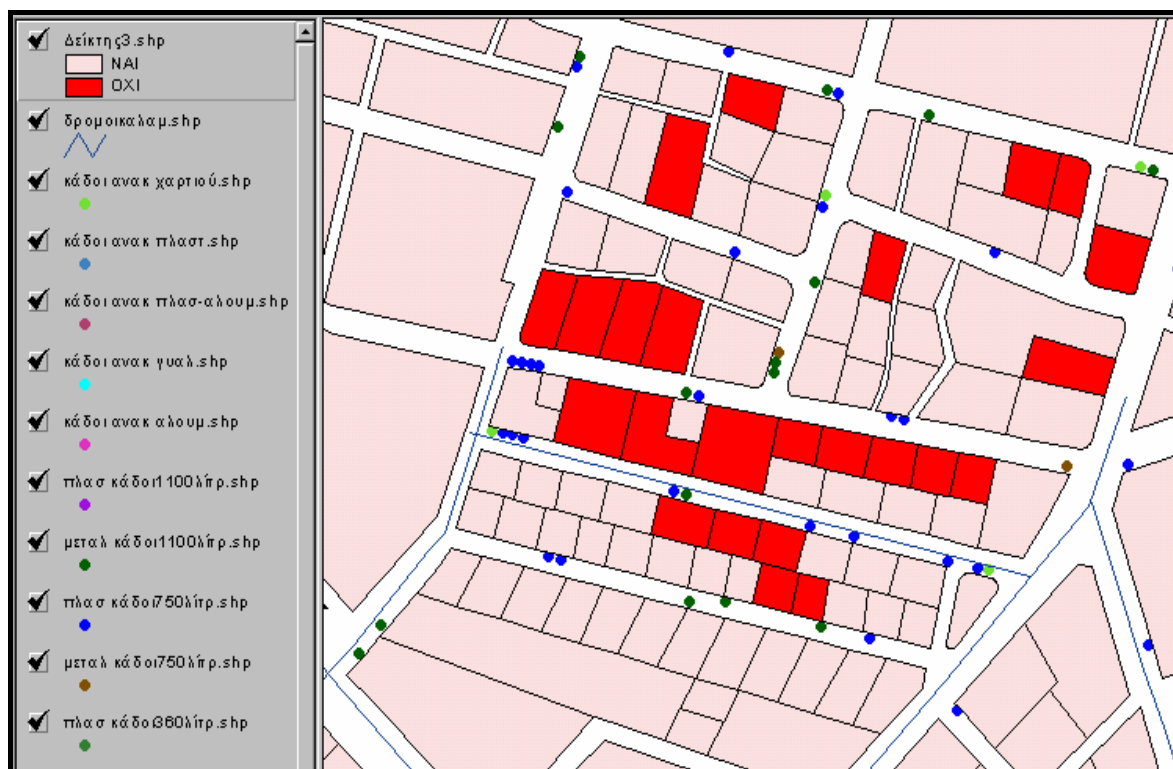 Δείκτης3.shp
ΝΑΙ
ΟΧΙ
δρομοικαλαμ.shp
κάδοι ανακ χαρτιού.shp
κάδοι ανακ πλαστ.shp
κάδοι ανακ πλασ-αλουμ.shp
κάδοι ανακ γυαλ.shp
κάδοι ανακ αλουμ.shp
πλασ κάδοι1100λίτρ.shp
μεταλ κάδοι1100λίτρ.shp
πλασ κάδοι750λίτρ.shp
μεταλ κάδοι750λίτρ.shp
πλασ κάδοι360λίτρ.shp